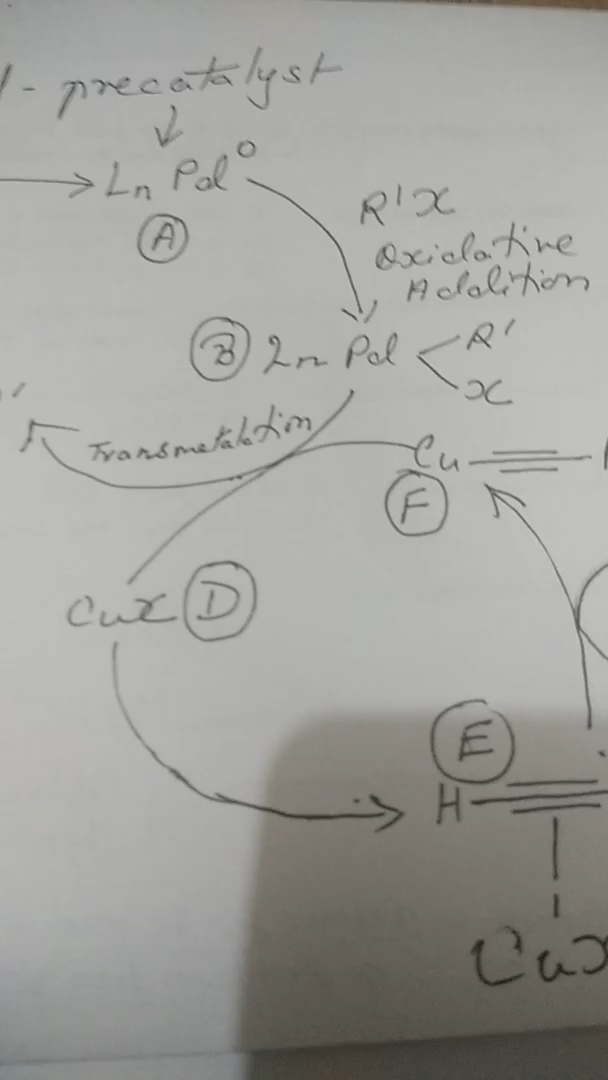 - precatalyst
Ln Pd⁰
A
R'X
Oxidative
Addition
B Ln Pd R'
X
Transmetalation
Cu
F
CuX D
E
H
CuX